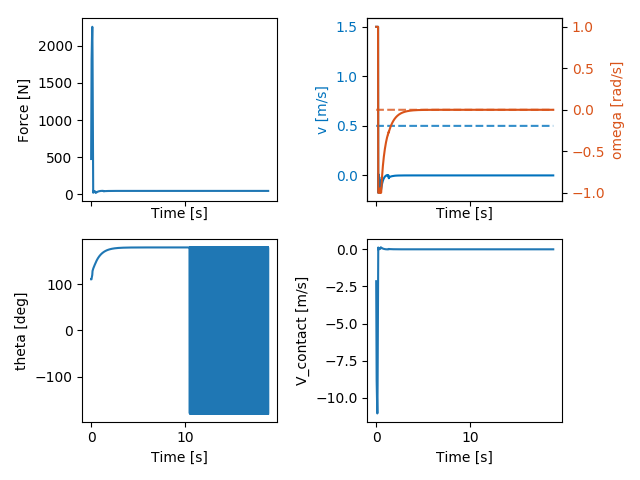 2000
1500
1000
500
0
Force [N]
Time [s]
1.5
1.0
0.5
0.0
v [m/s]
1.0
0.5
0.0
−0.5
−1.0
omega [rad/s]
Time [s]
100
0
−100
theta [deg]
0
10
Time [s]
0.0
−2.5
−5.0
−7.5
−10.0
V_contact [m/s]
0
10
Time [s]